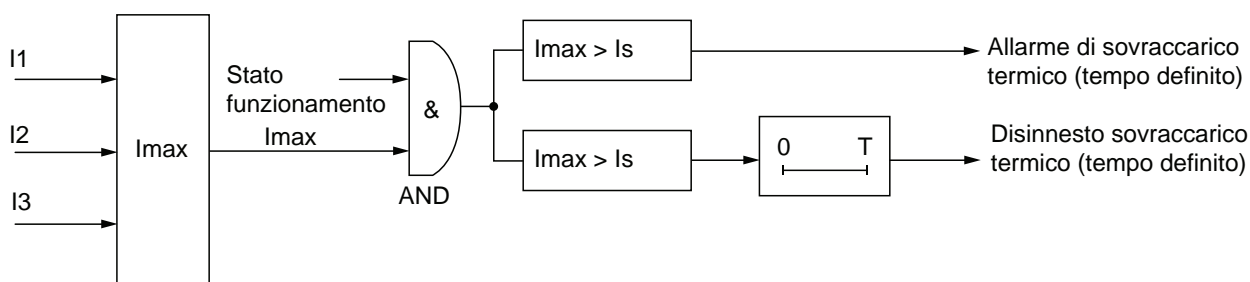 I1
I2
I3
Imax
Stato
funzionamento
Imax
&
AND
Imax > Is
Allarme di sovraccarico
termico (tempo definito)
Imax > Is
0 T
Disinnesto sovraccarico
termico (tempo definito)